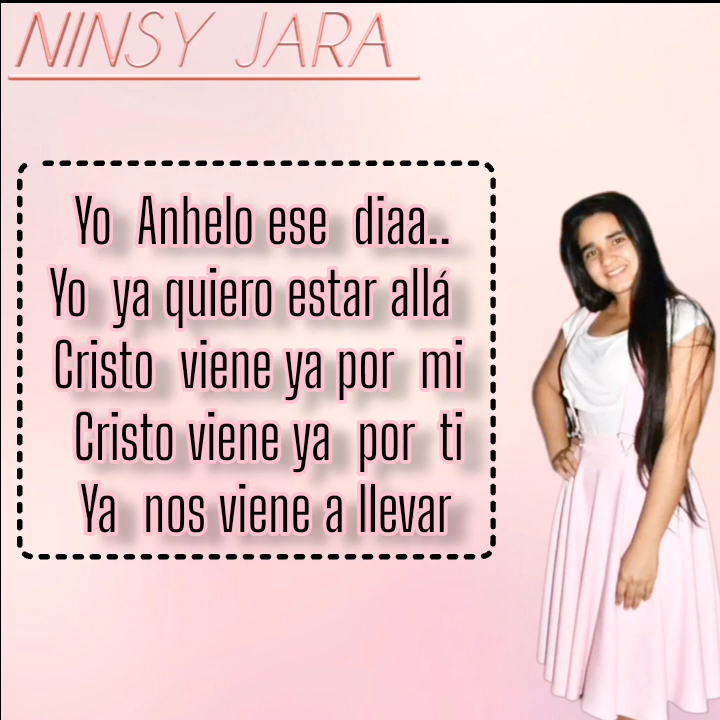 NINSY JARA
Yo Anhelo ese diaa..
Yo ya quiero estar allá
Cristo viene ya por mi
Cristo viene ya por ti
Ya nos viene a llevar